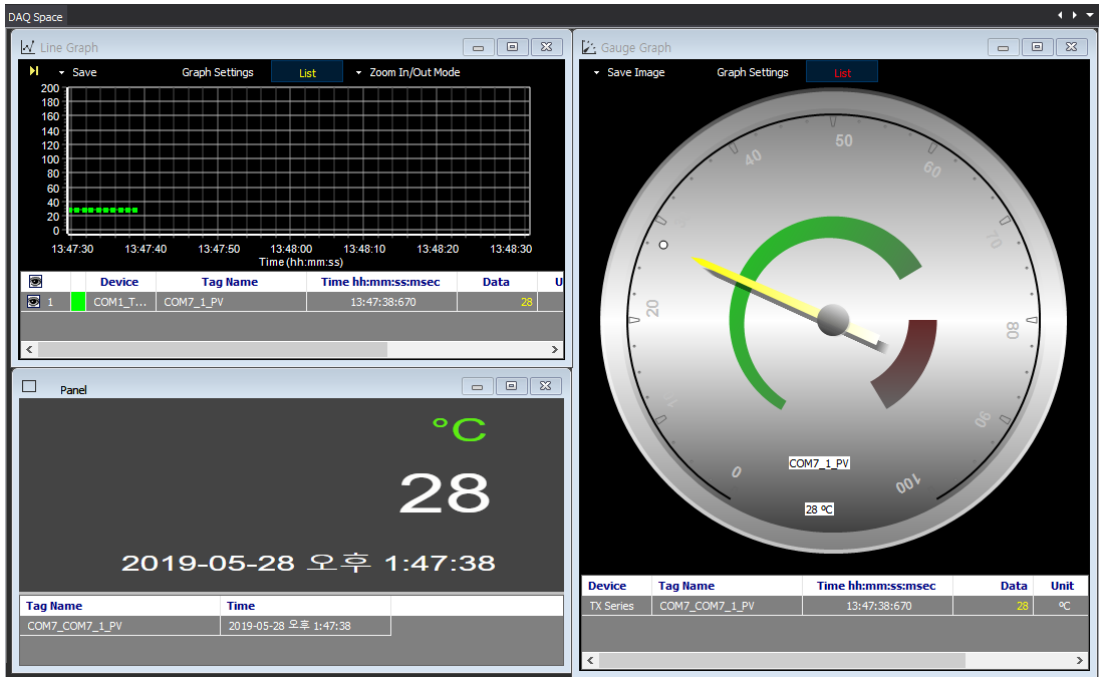 DAQ Space
Line Graph
Save Graph Settings List Zoom In/Out Mode
200
180
160
140
120
100
80
60
40
20
0
13:47:30 13:47:40 13:47:50 13:48:00 13:48:10 13:48:20 13:48:30
Time(hh:mm:ss)
Device Tag Name Time hh:mm:ss:msec Data U
1 COM1_T... COM7_1_PV 13:47:38:670 28
Panel
°C
28
2019-05-28 오후 1:47:38
Tag Name Time
COM7_COM7_1_PV 2019-05-28 오후 1:47:38
Gauge Graph
Save Image Graph Settings List
0
10
20
40
50
60
70
80
90
100
COM7_1_PV
28 ºC
Device Tag Name Time hh:mm:ss:msec Data Unit
TX Series COM7_COM7_1_PV 13:47:38:670 28 ºC